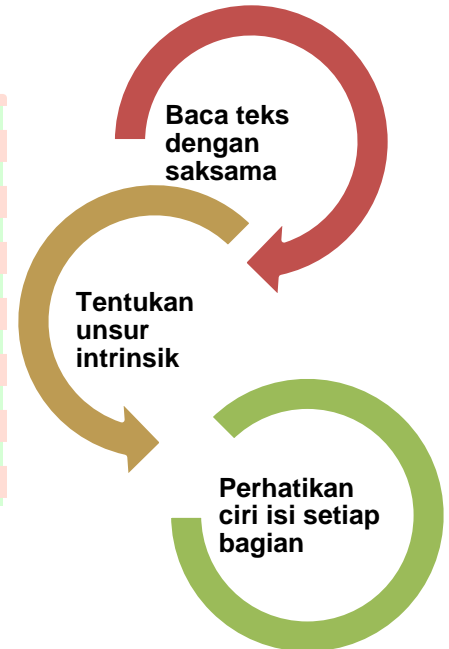 Baca teks
dengan
saksama
Tentukan
unsur
intrinsik
Perhatikan
ciri isi setiap
bagian